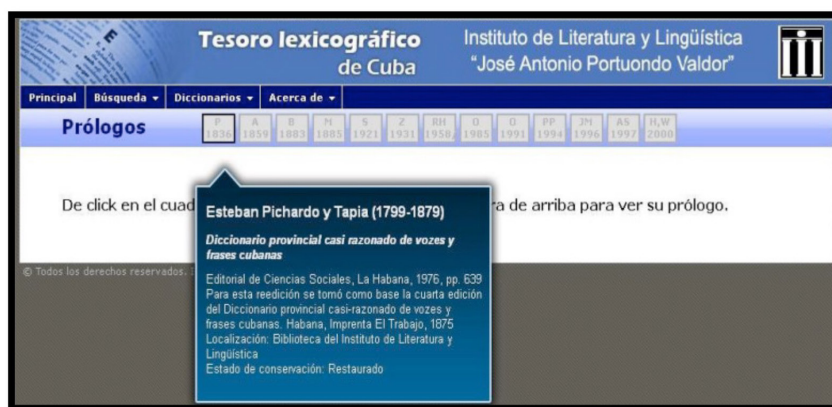 Tesoro lexicográfico
de Cuba
Instituto de Literatura y Lingüística
“José Antonio Portuondo Valdor”
Principal Búsqueda Diccionarios Acerca de
Prólogos
P A B M S Z RH O O PP JM AS H,W
1836 1859 1883 1885 1921 1931 1958, 1985 1991 1994 1996 1997 2000
De click en el cuad
ra de arriba para ver su prólogo.
Esteban Pichardo y Tapia (1799-1879)
Diccionario provincial casi razonado de vozes y
frases cubanas
Editorial de Ciencias Sociales, La Habana, 1976, pp. 639
Para esta reedición se tomó como base la cuarta edición
del Diccionario provincial casi-razonado de vozes y
frases cubanas. Habana, Imprenta El Trabajo, 1875
Localización: Biblioteca del Instituto de Literatura y
Lingüística
Estado de conservación: Restaurado
© Todos los derechos reservados.